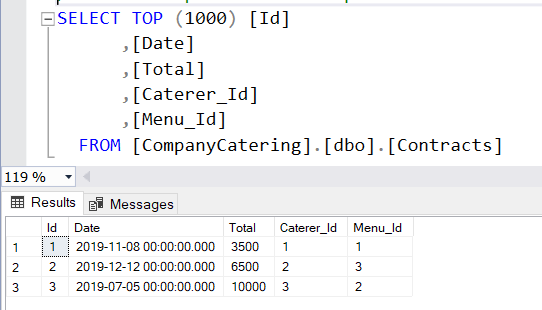 SELECT TOP (1000) [Id]
,[Date]
,[Total]
,[Caterer_Id]
,[Menu_Id]
FROM [CompanyCatering].[dbo].[Contracts]
119 %
Results Messages
Id Date Total Caterer_Id Menu_Id
1 1 2019-11-08 00:00:00.000 3500 1 1
2 2 2019-12-12 00:00:00.000 6500 2 3
3 3 2019-07-05 00:00:00.000 10000 3 2